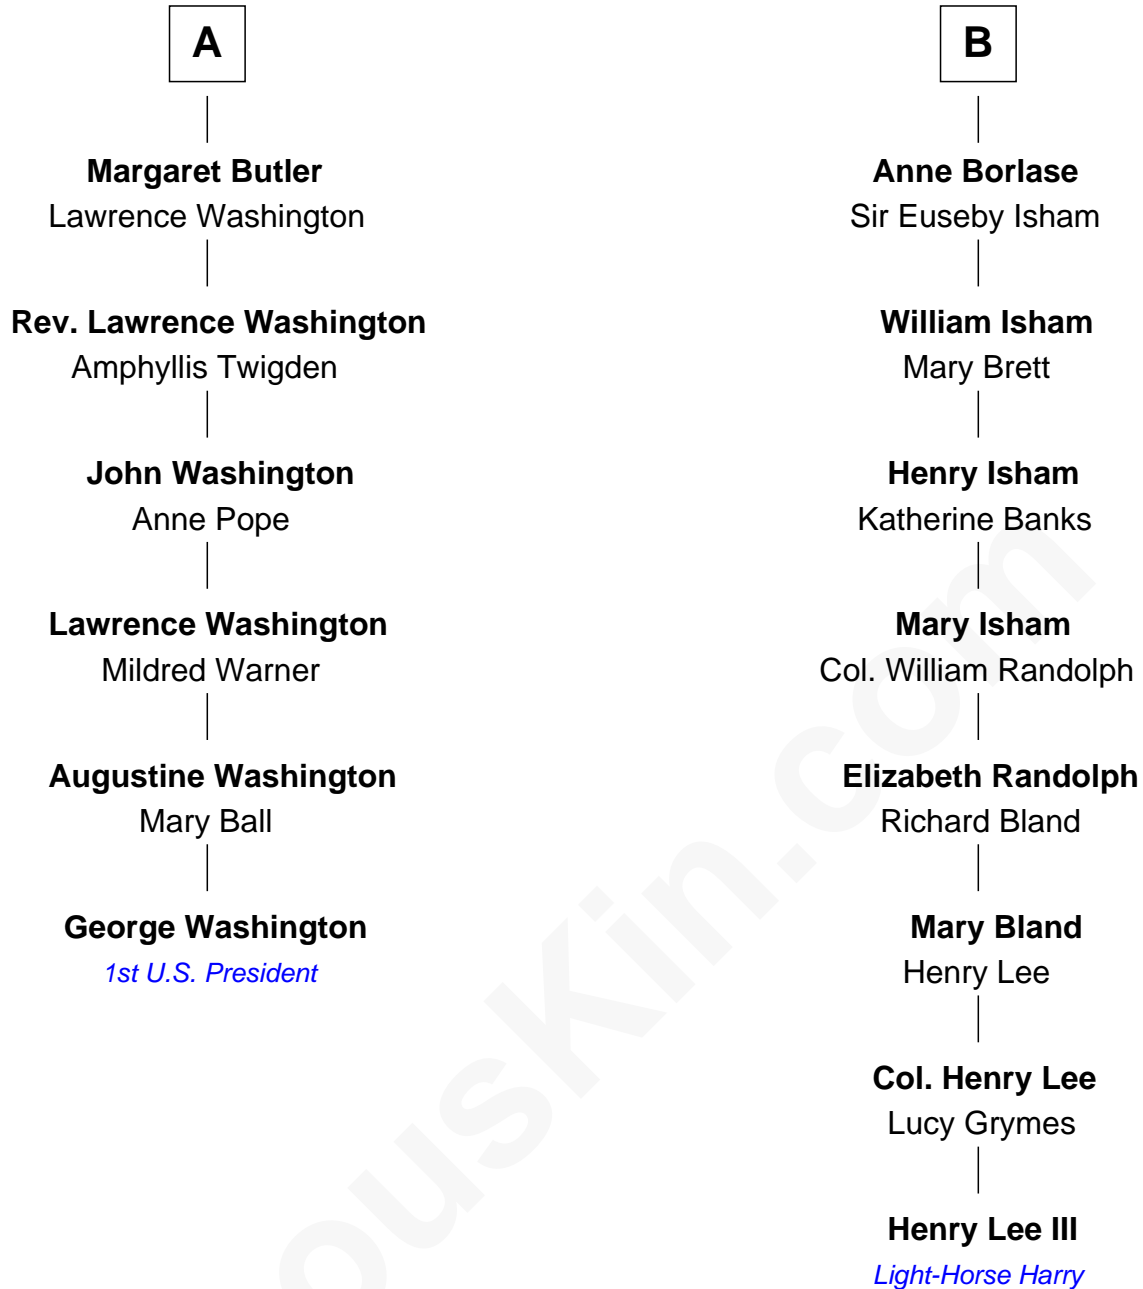 A
Margaret Butler
Lawrence Washington
Rev. Lawrence Washington
Amphyllis Twigden
John Washington
Anne Pope
Lawrence Washington
Mildred Warner
Augustine Washington
Mary Ball
George Washington
1st U.S. President
B
Anne Borlase
Sir Euseby Isham
William Isham
Mary Brett
Henry Isham
Katherine Banks
Mary Isham
Col. William Randolph
Elizabeth Randolph
Richard Bland
Mary Bland
Henry Lee
Col. Henry Lee
Lucy Grymes
Henry Lee III
Light-Horse Harry
ousKin.com